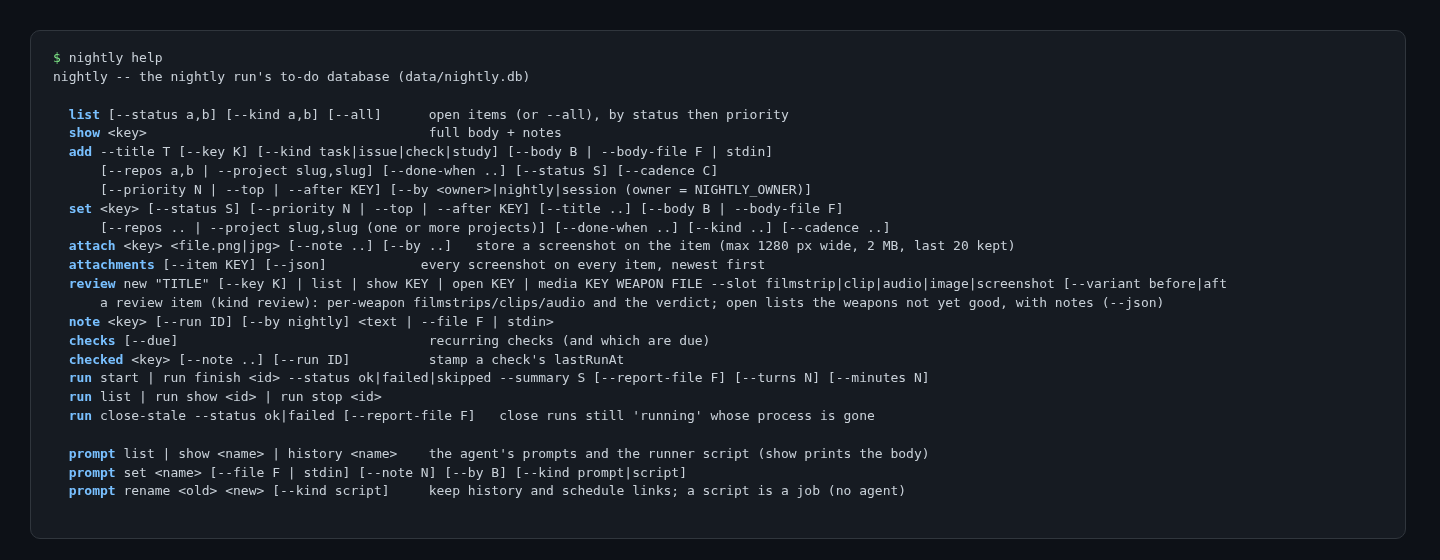 $ nightly help
nightly -- the nightly run's to-do database (data/nightly.db)
list [--status a,b] [--kind a,b] [--all]      open items (or --all), by status then priority
show <key>                                    full body + notes
add --title T [--key K] [--kind task|issue|check|study] [--body B | --body-file F | stdin]
    [--repos a,b | --project slug,slug] [--done-when ..] [--status S] [--cadence C]
    [--priority N | --top | --after KEY] [--by <owner>|nightly|session (owner = NIGHTLY_OWNER)]
set <key> [--status S] [--priority N | --top | --after KEY] [--title ..] [--body B | --body-file F]
    [--repos .. | --project slug,slug (one or more projects)] [--done-when ..] [--kind ..] [--cadence ..]
attach <key> <file.png|jpg> [--note ..] [--by ..]   store a screenshot on the item (max 1280 px wide, 2 MB, last 20 kept)
attachments [--item KEY] [--json]            every screenshot on every item, newest first
review new "TITLE" [--key K] | list | show KEY | open KEY | media KEY WEAPON FILE --slot filmstrip|clip|audio|image|screenshot [--variant before|aft
    a review item (kind review): per-weapon filmstrips/clips/audio and the verdict; open lists the weapons not yet good, with notes (--json)
note <key> [--run ID] [--by nightly] <text | --file F | stdin>
checks [--due]                                recurring checks (and which are due)
checked <key> [--note ..] [--run ID]          stamp a check's lastRunAt
run start | run finish <id> --status ok|failed|skipped --summary S [--report-file F] [--turns N] [--minutes N]
run list | run show <id> | run stop <id>
run close-stale --status ok|failed [--report-file F]   close runs still 'running' whose process is gone
prompt list | show <name> | history <name>    the agent's prompts and the runner script (show prints the body)
prompt set <name> [--file F | stdin] [--note N] [--by B] [--kind prompt|script]
prompt rename <old> <new> [--kind script]     keep history and schedule links; a script is a job (no agent)